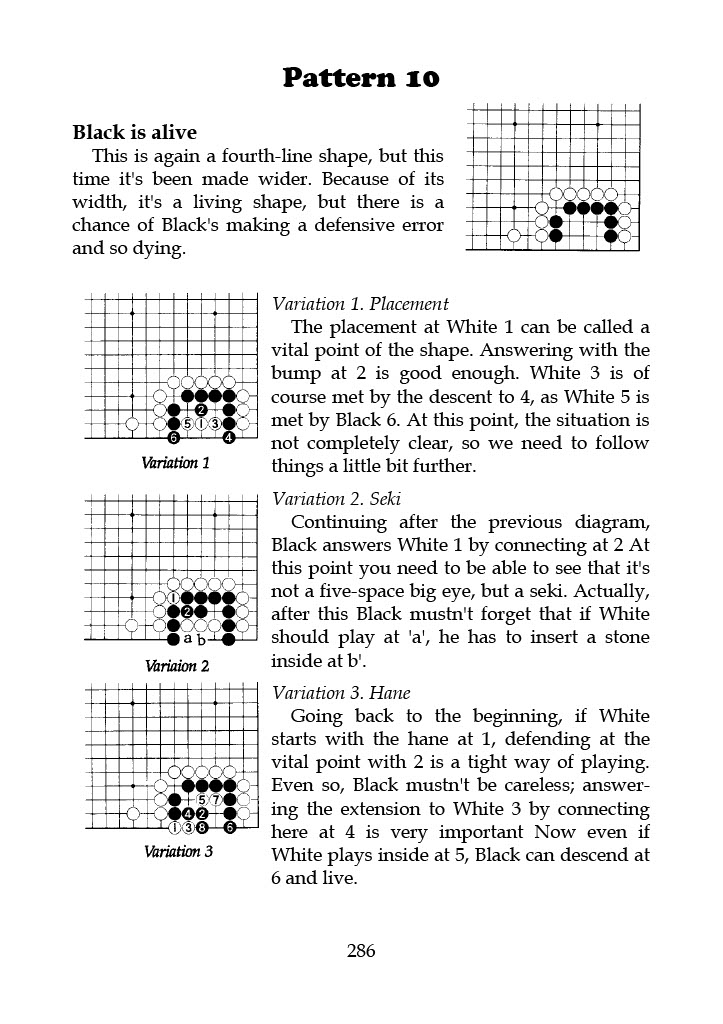 Pattern 10
Black is alive
This is again a fourth-line shape, but this
time it's been made wider. Because of its
width, it's a living shape, but there is a
chance of Black's making a defensive error
and so dying.
Variation 1. Placement
The placement at White 1 can be called a
vital point of the shape. Answering with the
bump at 2 is good enough. White 3 is of
course met by the descent to 4, as White 5 is
met by Black 6. At this point, the situation is
not completely clear, so we need to follow
things a little bit further.
2
5 1 3
6 4
Variation 1
Variation 2. Seki
Continuing after the previous diagram,
Black answers White 1 by connecting at 2 At
this point you need to be able to see that it's
not a five-space big eye, but a seki. Actually,
after this Black mustn't forget that if White
should play at 'a', he has to insert a stone
inside at b'.
1
2
a b
Variaion 2
Variation 3. Hane
Going back to the beginning, if White
starts with the hane at 1, defending at the
vital point with 2 is a tight way of playing.
Even so, Black mustn't be careless; answer-
ing the extension to White 3 by connecting
here at 4 is very important Now even if
White plays inside at 5, Black can descend at
6 and live.
5 7
4 2
1 3 8 6
Variation 3
286